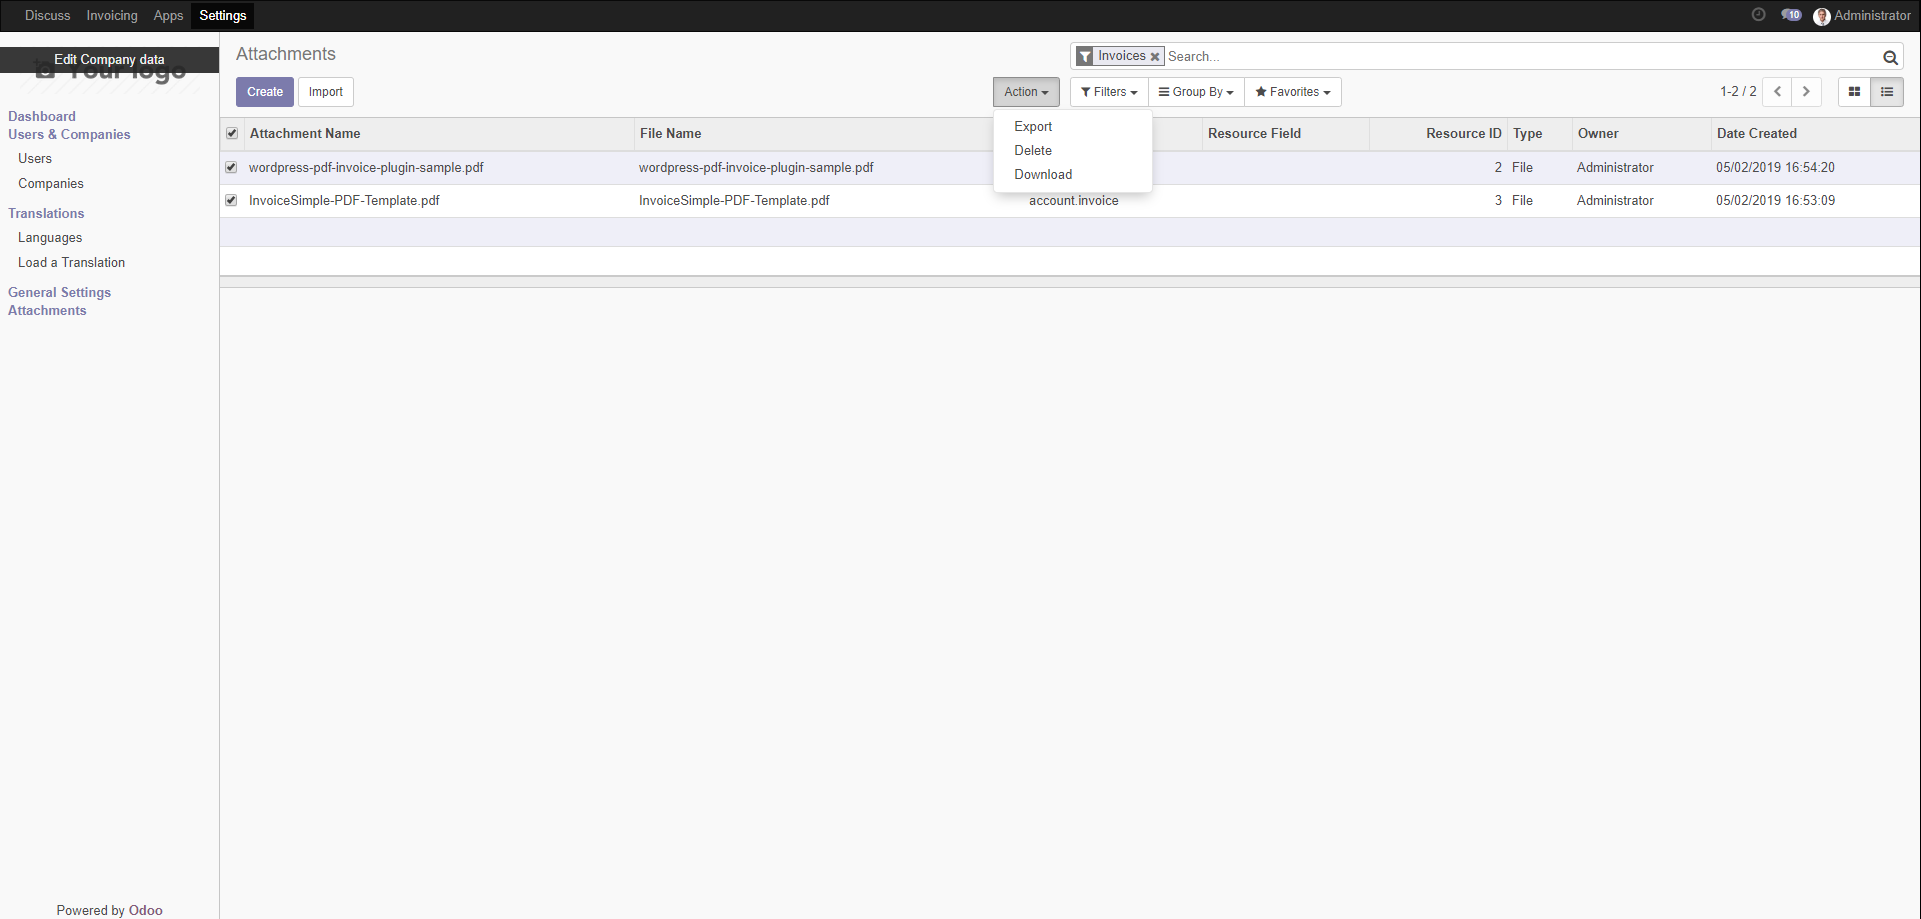 Discuss Invoicing Apps Settings 10 Administrator
Edit Company data
Your logo
Dashboard
Users & Companies
Users
Companies
Translations
Languages
Load a Translation
General Settings
Attachments
Powered by Odoo
Attachments
Invoices Search...
Create Import Action Filters Group By Favorites 1-2 / 2
Export
Delete
Download
Attachment Name File Name Resource Field Resource ID Type Owner Date Created
wordpress-pdf-invoice-plugin-sample.pdf wordpress-pdf-invoice-plugin-sample.pdf 2 File Administrator 05/02/2019 16:54:20
InvoiceSimple-PDF-Template.pdf InvoiceSimple-PDF-Template.pdf account.invoice 3 File Administrator 05/02/2019 16:53:09